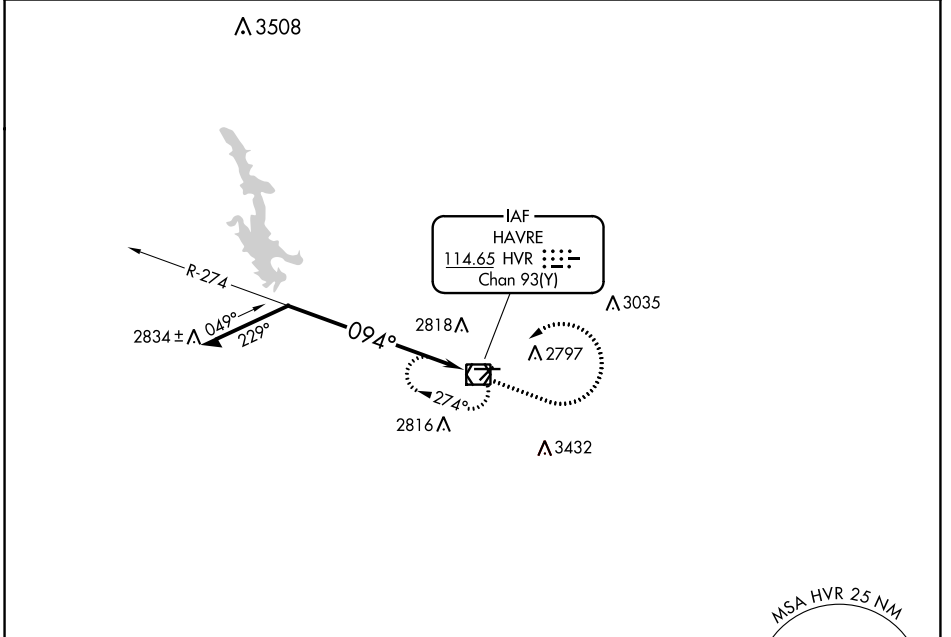 3508
IAF
HAVRE
114.65 HVR
Chan 93(Y)
R-274
3035
2818
2834 ±
049°
229°
094°
2797
274°
2816
3432
MSA HVR 25 NM